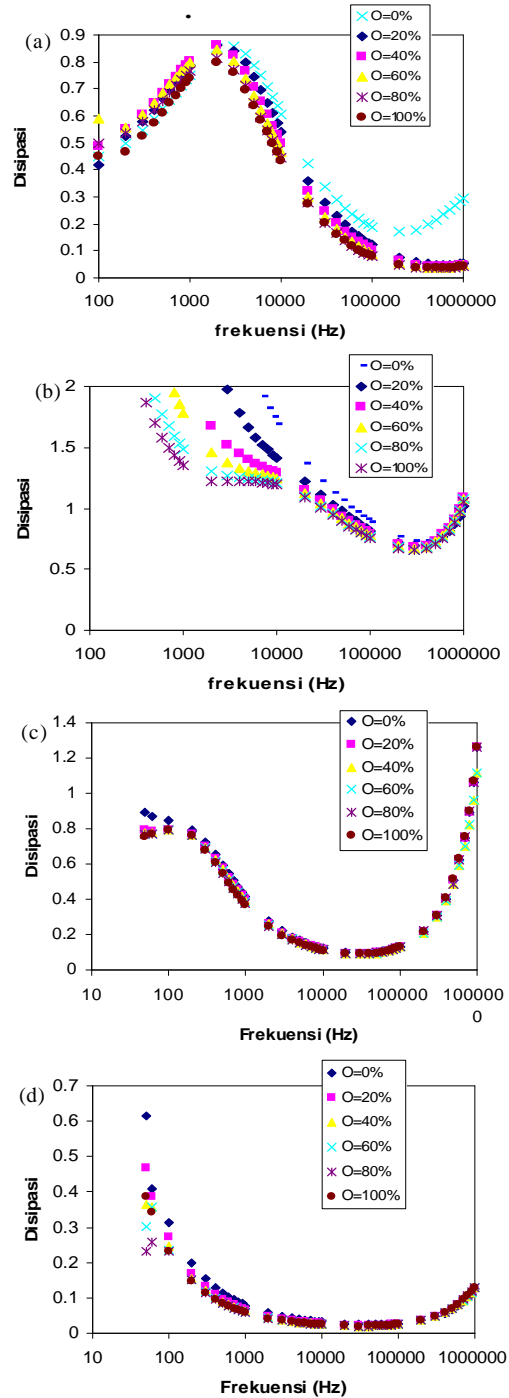 (a)
O=0%
O=20%
O=40%
O=60%
O=80%
O=100%
0.9
0.8
0.7
0.6
0.5
0.4
0.3
0.2
0.1
0
Disipasi
100 1000 10000 100000 1000000
frekuensi (Hz)
(b)
O=0%
O=20%
O=40%
O=60%
O=80%
O=100%
2
1.5
1
0.5
0
Disipasi
100 1000 10000 100000 1000000
frekuensi (Hz)
(c)
O=0%
O=20%
O=40%
O=60%
O=80%
O=100%
1.4
1.2
1
0.8
0.6
0.4
0.2
0
Disipasi
10 100 1000 10000 100000 100000
0
Frekuensi (Hz)
(d)
O=0%
O=20%
O=40%
O=60%
O=80%
O=100%
0.7
0.6
0.5
0.4
0.3
0.2
0.1
0
Disipasi
10 100 1000 10000 100000 1000000
Frekuensi (Hz)